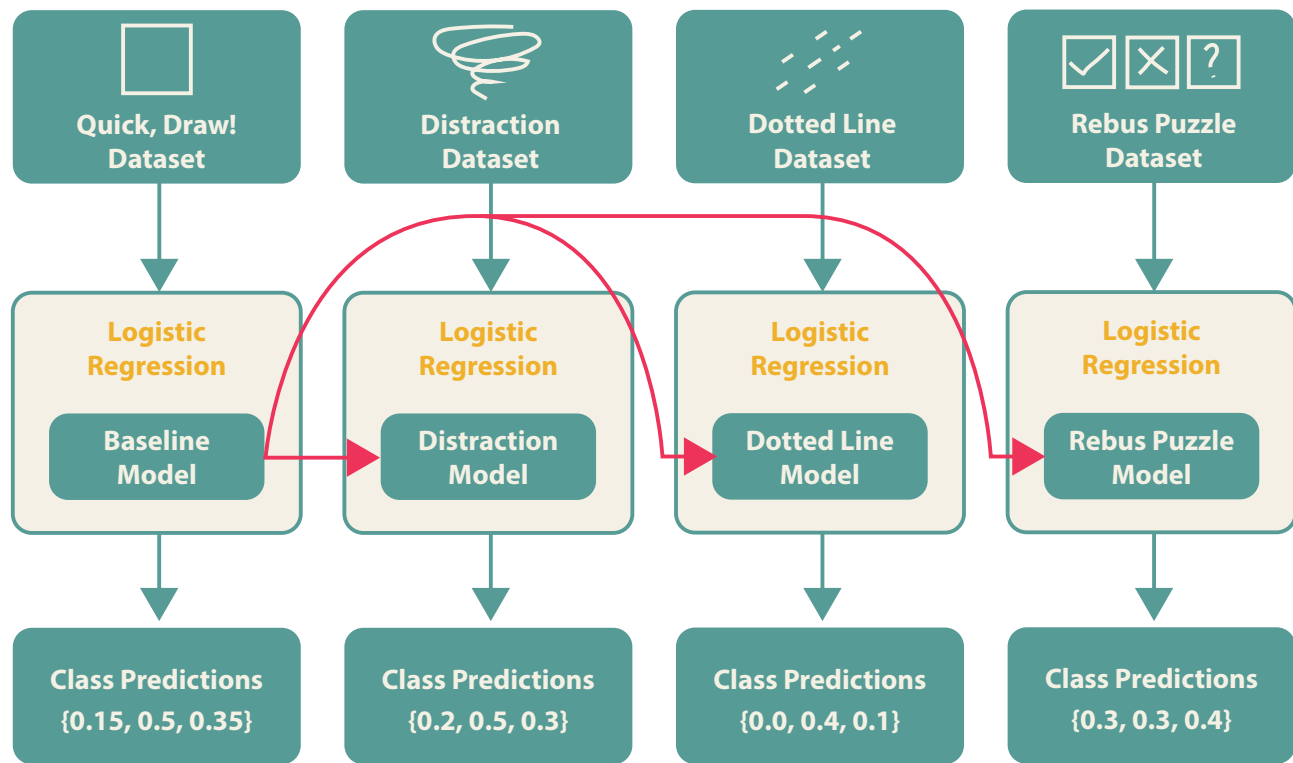 Quick, Draw!
Dataset
Distraction
Dataset
Dotted Line
Dataset
?
Rebus Puzzle
Dataset
Logistic
Regression
Baseline
Model
Logistic
Regression
Distraction
Model
Logistic
Regression
Dotted Line
Model
Logistic
Regression
Rebus Puzzle
Model
Class Predictions
{0.15, 0.5, 0.35}
Class Predictions
{0.2, 0.5, 0.3}
Class Predictions
{0.0, 0.4, 0.1}
Class Predictions
{0.3, 0.3, 0.4}